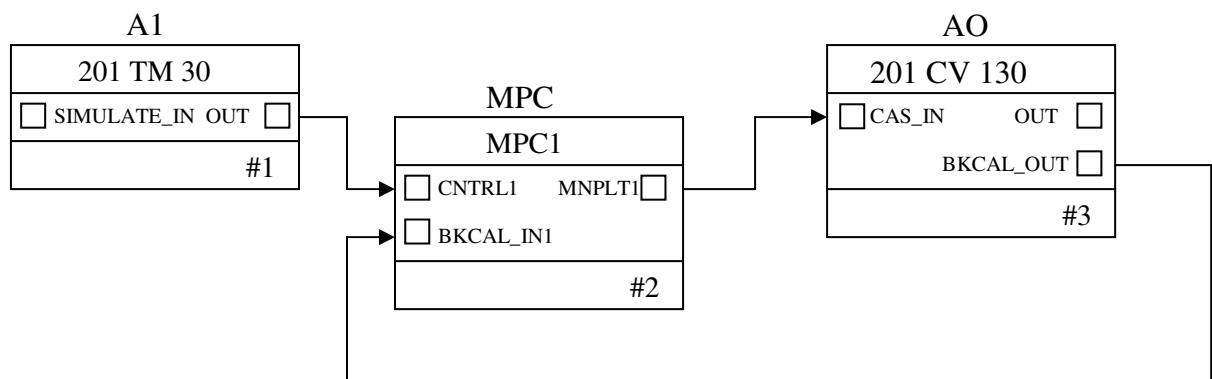 A1
201 TM 30
SIMULATE_IN OUT
#1
MPC
MPC1
CNTRL1 MNPLT1
BKCAL_IN1
#2
AO
201 CV 130
CAS_IN OUT
BKCAL_OUT
#3